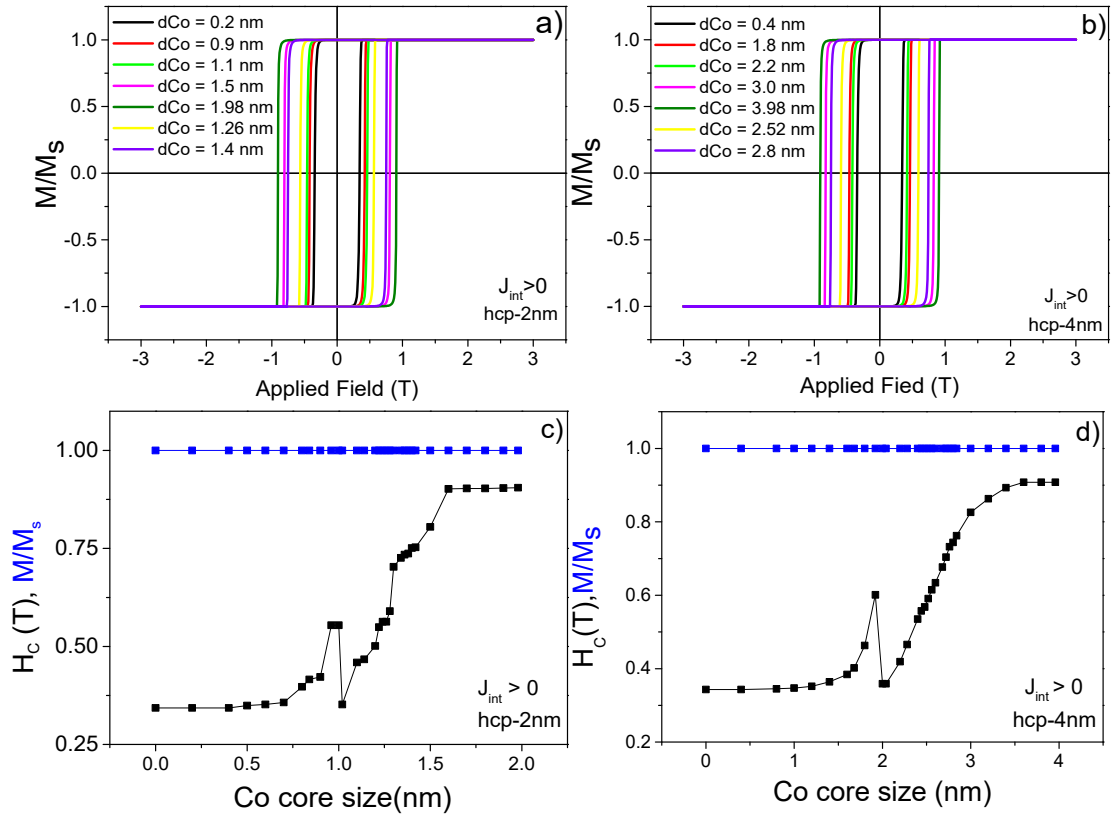 a)
dCo = 0.2 nm
dCo = 0.9 nm
dCo = 1.1 nm
dCo = 1.5 nm
dCo = 1.98 nm
dCo = 1.26 nm
dCo = 1.4 nm
M/Ms
1.0
0.5
0.0
-0.5
-1.0
Jint>0
hcp-2nm
-3 -2 -1 0 1 2 3
Applied Field (T)
b)
dCo = 0.4 nm
dCo = 1.8 nm
dCo = 2.2 nm
dCo = 3.0 nm
dCo = 3.98 nm
dCo = 2.52 nm
dCo = 2.8 nm
M/Ms
1.0
0.5
0.0
-0.5
-1.0
Jint>0
hcp-4nm
-3 -2 -1 0 1 2 3
Applied Fied (T)
c)
HC (T), M/Ms
1.00
0.75
0.50
0.25
Jint > 0
hcp-2nm
0.0 0.5 1.0 1.5 2.0
Co core size(nm)
d)
HC(T),M/MS
1.0
0.8
0.6
0.4
0.2
Jint > 0
hcp-4nm
0 1 2 3 4
Co core size (nm)